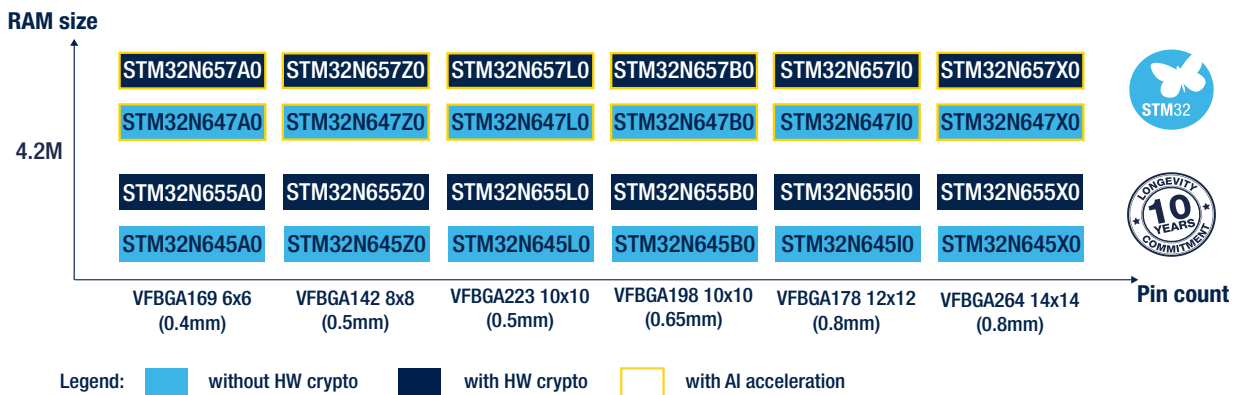 RAM size
STM32N657A0 STM32N657Z0 STM32N657L0 STM32N657B0 STM32N657I0 STM32N657X0
STM32
STM32N647A0 STM32N647Z0 STM32N647L0 STM32N647B0 STM32N647I0 STM32N647X0
4.2M
STM32N655A0 STM32N655Z0 STM32N655L0 STM32N655B0 STM32N655I0 STM32N655X0
LONGEVITY
10
YEARS
COMMITMENT
STM32N645A0 STM32N645Z0 STM32N645L0 STM32N645B0 STM32N645I0 STM32N645X0
VFBGA169 6x6 VFBGA142 8x8 VFBGA223 10x10 VFBGA198 10x10 VFBGA178 12x12 VFBGA264 14x14 Pin count
(0.4mm) (0.5mm) (0.5mm) (0.65mm) (0.8mm) (0.8mm)
Legend: without HW crypto with HW crypto with AI acceleration